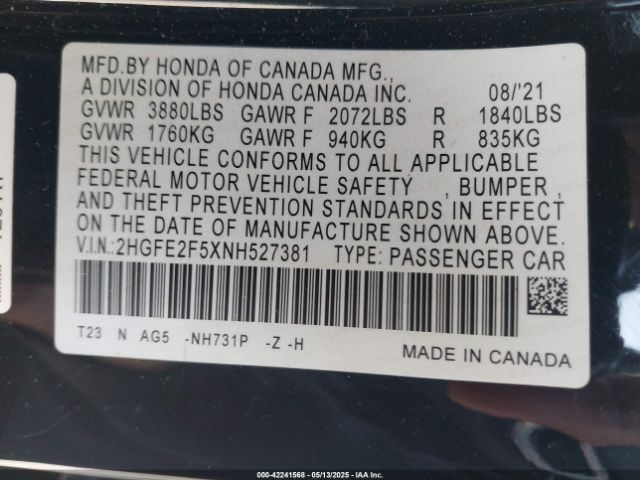 MFD.BY HONDA OF CANADA MFG.,
A DIVISION OF HONDA CANADA INC. 08/'21
GVWR 3880LBS GAWR F 2072LBS R 1840LBS
GVWR 1760KG GAWR F 940KG R 835KG
THIS VEHICLE CONFORMS TO ALL APPLICABLE
FEDERAL MOTOR VEHICLE SAFETY , BUMPER ,
AND THEFT PREVENTION STANDARDS IN EFFECT
ON THE DATE OF MANUFACTURE SHOWN ABOVE.
V.I.N.:2HGFE2F5XNH527381 TYPE: PASSENGER CAR
T23 N AG5 -NH731P -Z -H
MADE IN CANADA
000-42241568 - 05/13/2025 - IAA Inc.